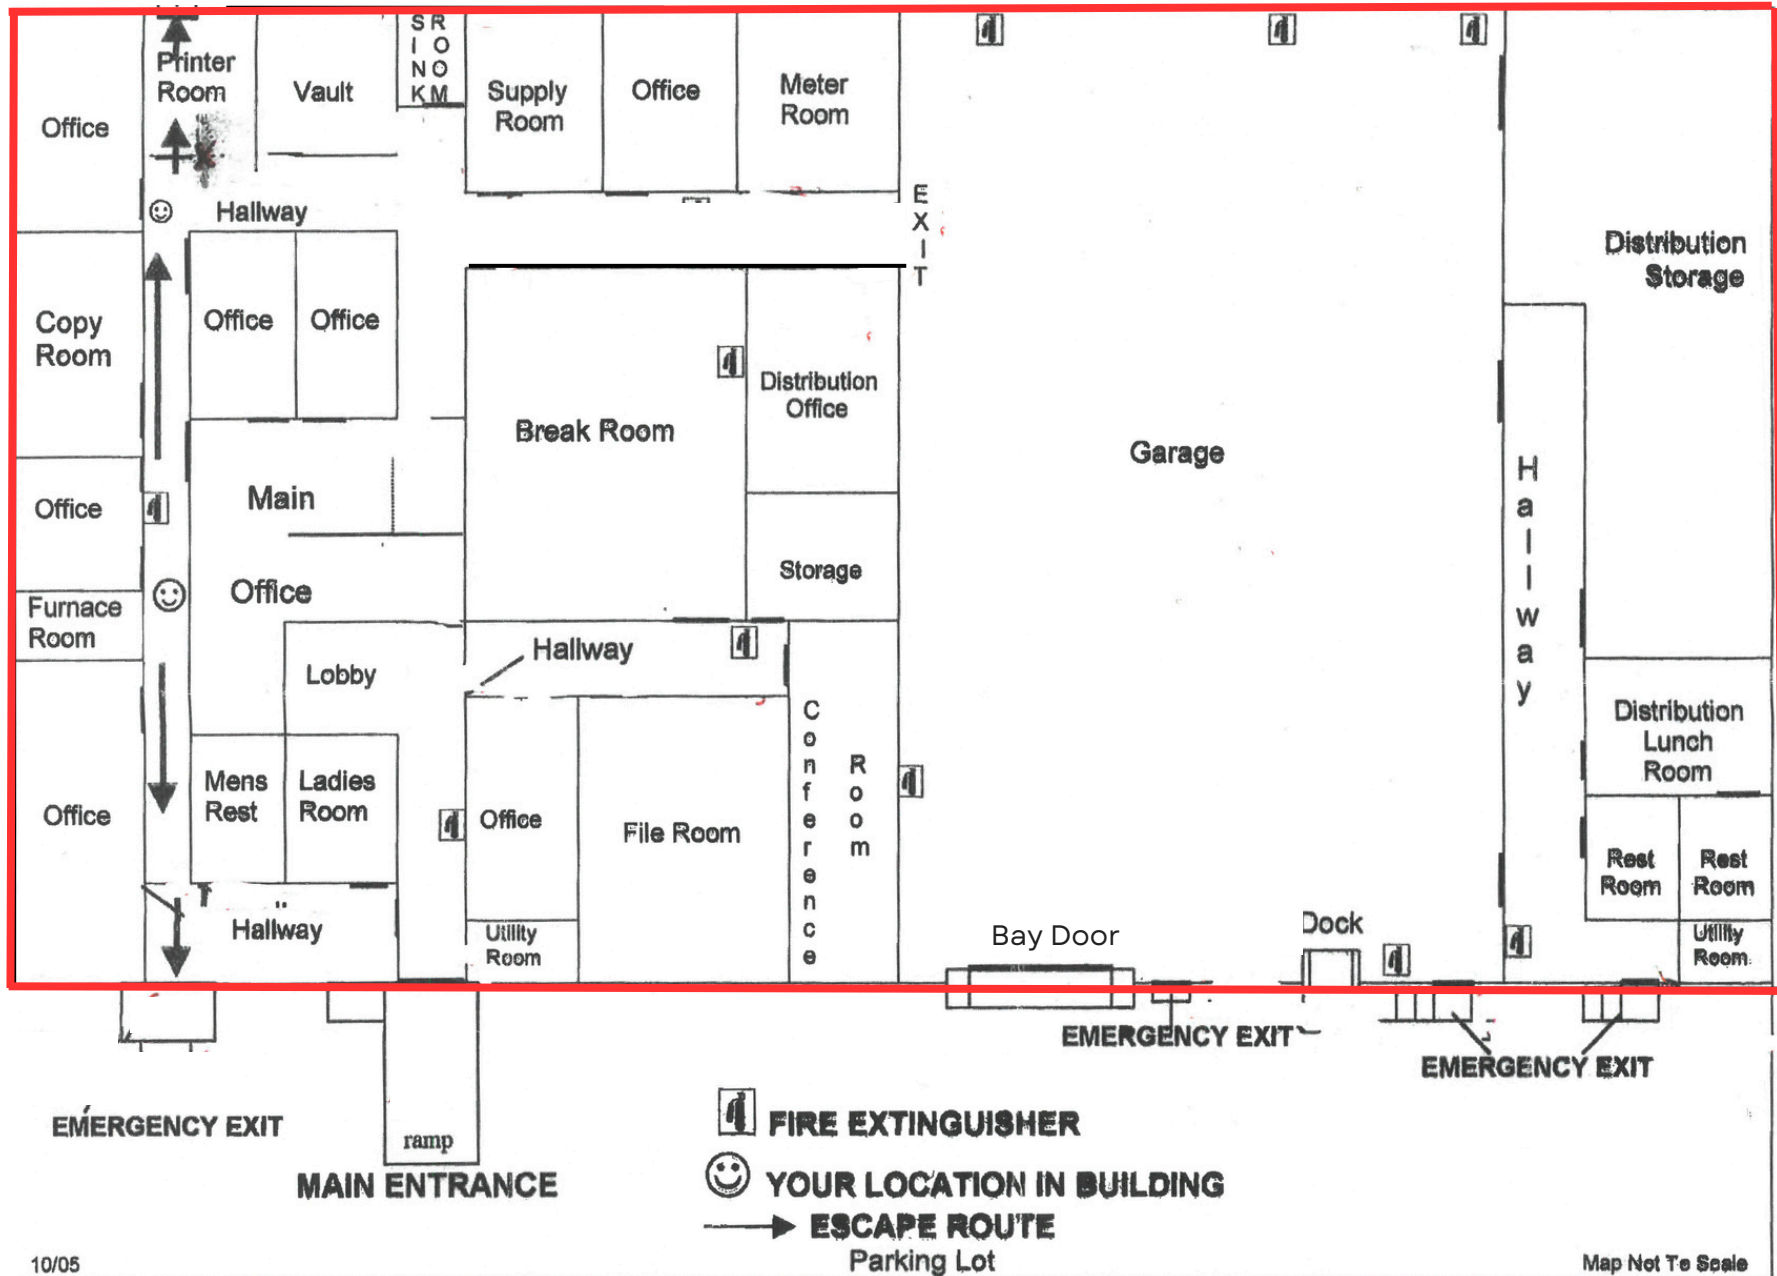 SINK
ROOM
Printer
Room
Vault
Supply
Room
Office
Meter
Room
Office
Hallway
EXIT
Distribution
Storage
Copy
Room
Office
Office
Distribution
Office
Break Room
Garage
Hallway
Main
Office
Office
Storage
Furnace
Room
Hallway
Lobby
Conference
Room
Distribution
Lunch
Room
Mens
Rest
Ladies
Room
Office
Office
File Room
Rest
Room
Rest
Room
Hallway
Utility
Room
Bay Door
Dock
Utility
Room
EMERGENCY EXIT
EMERGENCY EXIT
EMERGENCY EXIT
ramp
MAIN ENTRANCE
FIRE EXTINGUISHER
YOUR LOCATION IN BUILDING
ESCAPE ROUTE
Parking Lot
10/05
Map Not To Scale